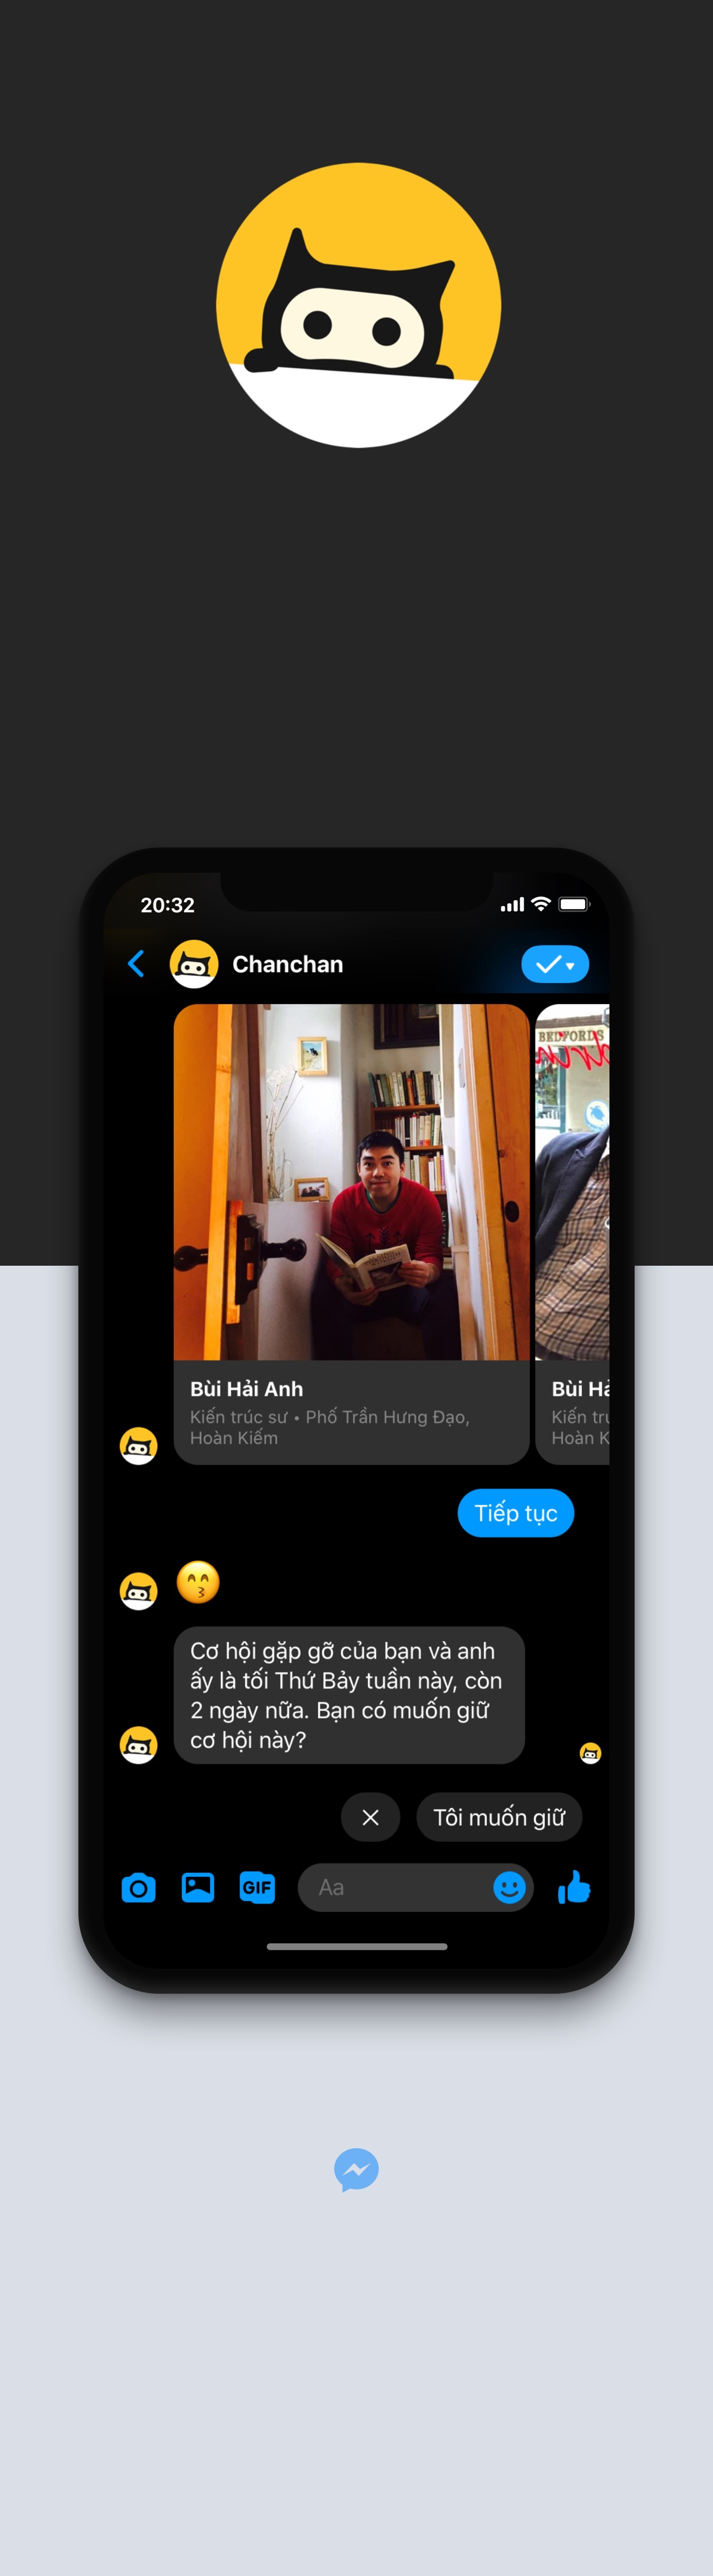 20:32
Chanchan
BEDFORDS
Bùi Hải Anh
Kiến trúc sư • Phố Trần Hưng Đạo,
Hoàn Kiếm
Bùi Hả
Kiến trú
Hoàn K
Tiếp tục
Cơ hội gặp gỡ của bạn và anh
ấy là tối Thứ Bảy tuần này, còn
2 ngày nữa. Bạn có muốn giữ
cơ hội này?
Tôi muốn giữ
GIF
Aa